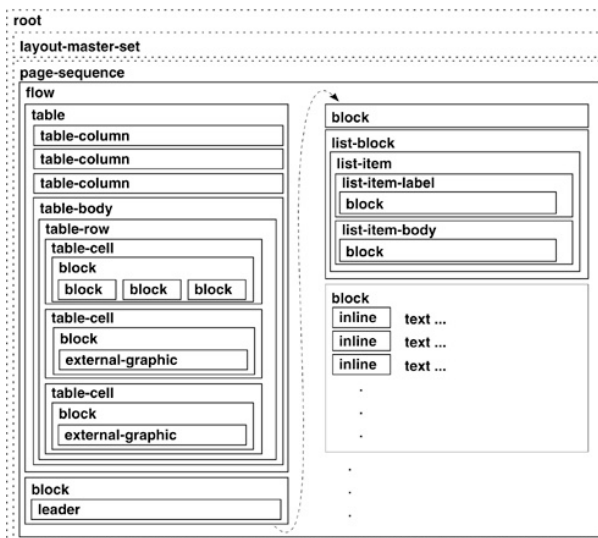 root
layout-master-set
page-sequence
flow
table
table-column
table-column
table-column
table-body
table-row
table-cell
block
block block block
table-cell
block
external-graphic
table-cell
block
external-graphic
block
leader
block
list-block
list-item
list-item-label
block
list-item-body
block
block
inline text ...
inline text ...
inline text ...
.
.
.
.
.
.